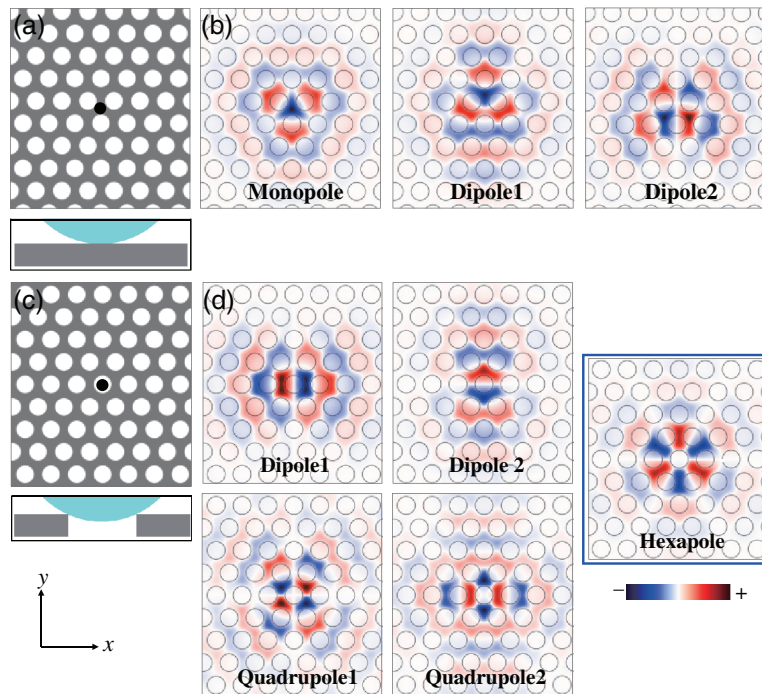 (a)
(b)
Monopole
Dipole1
Dipole2
(c)
(d)
Dipole1
Dipole 2
Hexapole
− +
y
x
Quadrupole1
Quadrupole2